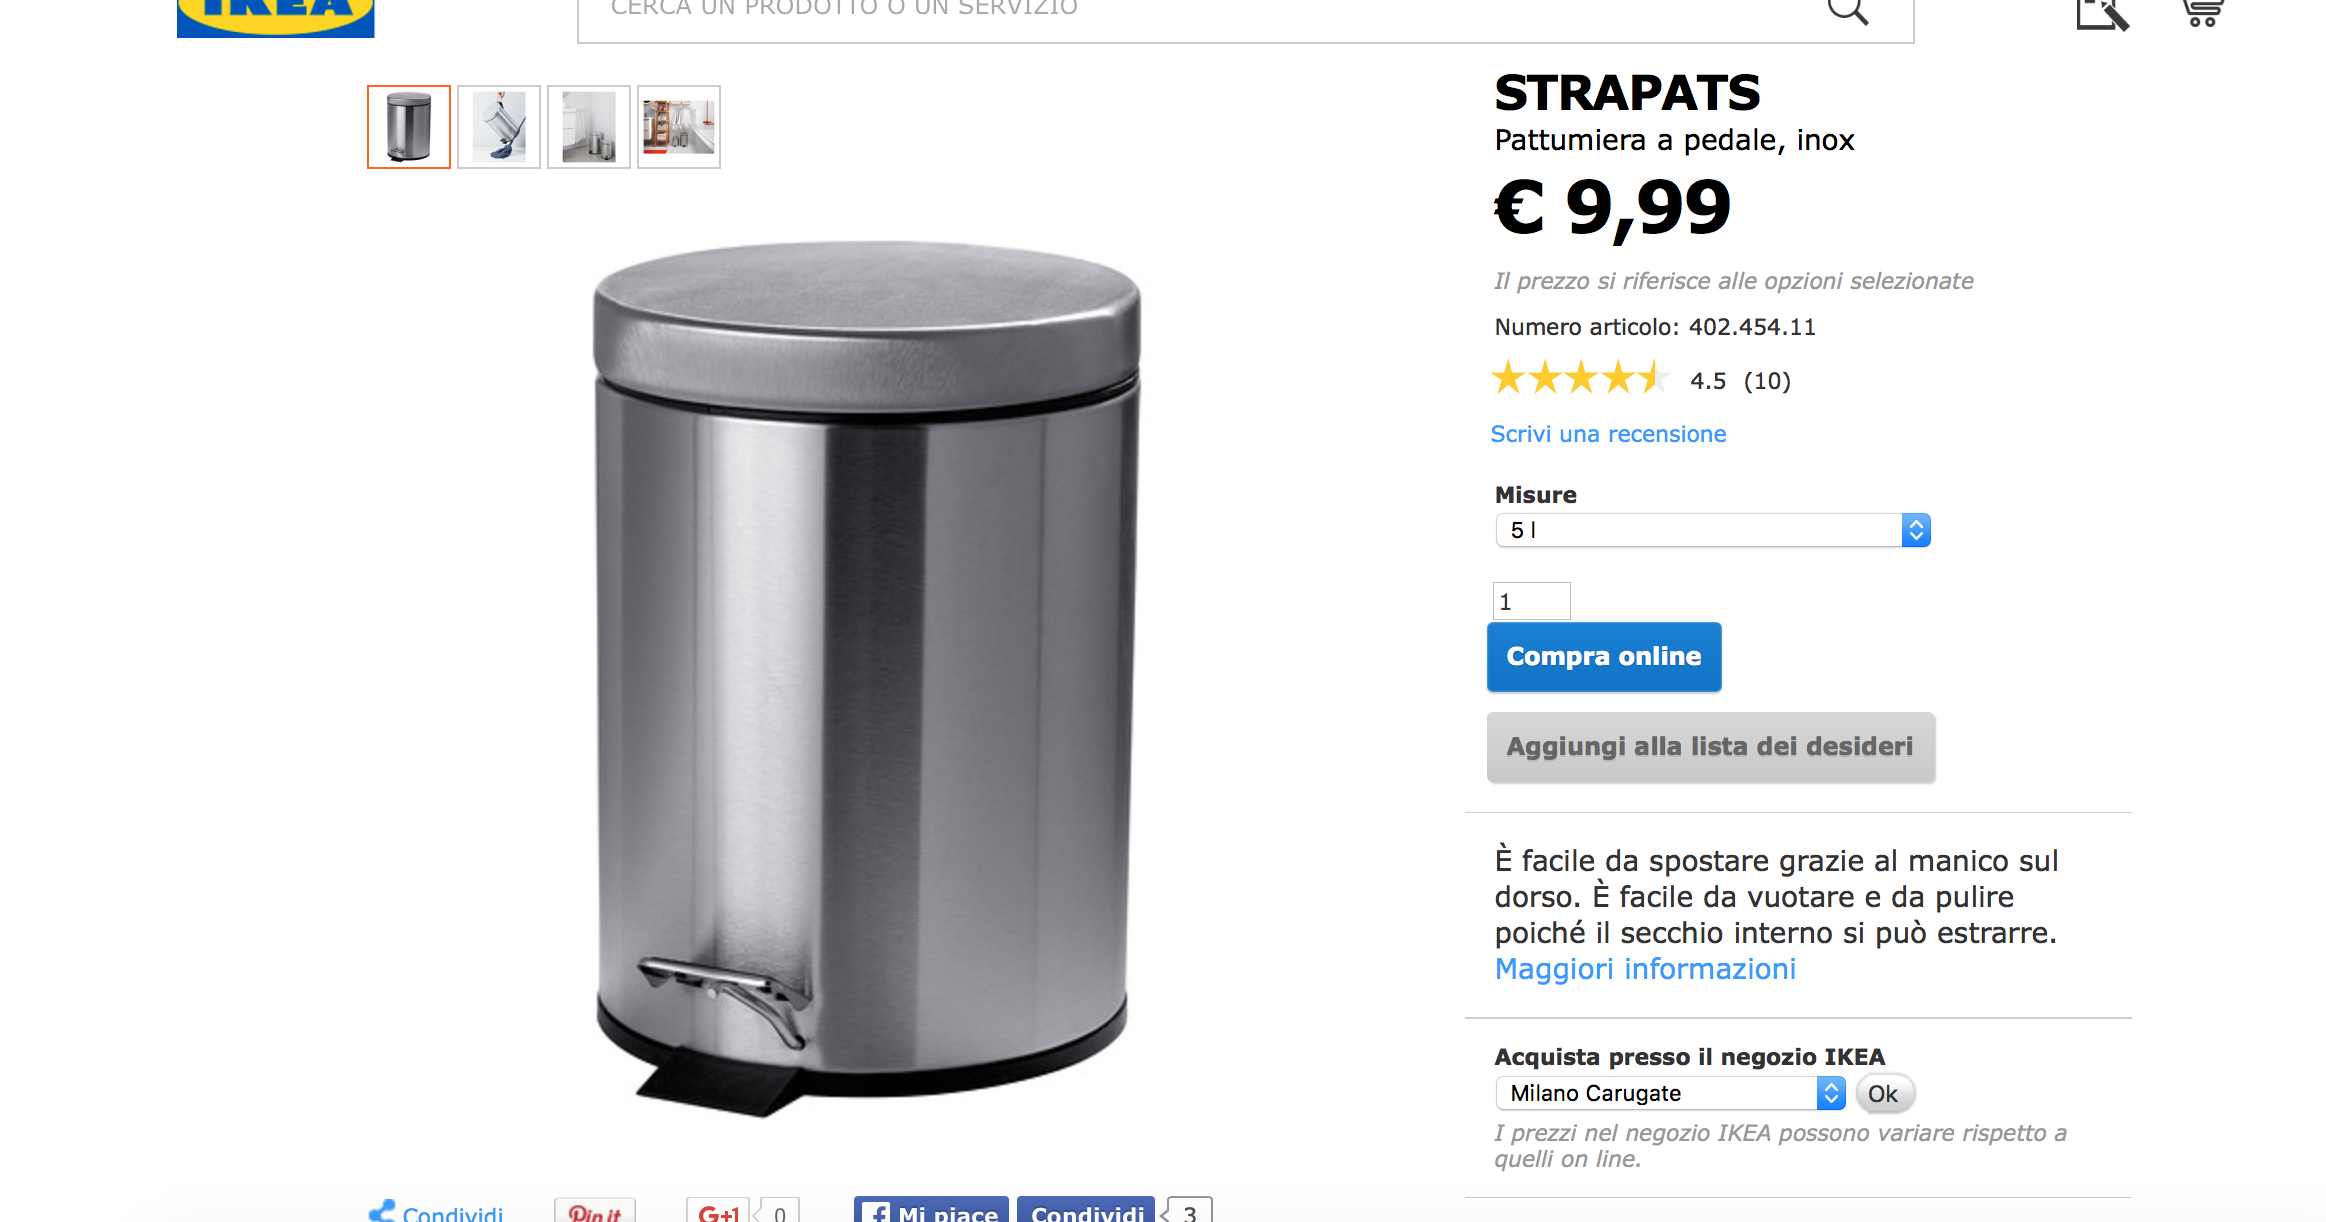 IKEA
CERCA UN PRODOTTO O UN SERVIZIO
STRAPATS
Pattumiera a pedale, inox
€ 9,99
Il prezzo si riferisce alle opzioni selezionate
Numero articolo: 402.454.11
4.5 (10)
Scrivi una recensione
Misure
5 l
1
Compra online
Aggiungi alla lista dei desideri
È facile da spostare grazie al manico sul
dorso. È facile da vuotare e da pulire
poiché il secchio interno si può estrarre.
Maggiori informazioni
Acquista presso il negozio IKEA
Milano Carugate Ok
I prezzi nel negozio IKEA possono variare rispetto a
quelli on line.
Condividi Pin it G+1 0 Mi piace Condividi 3